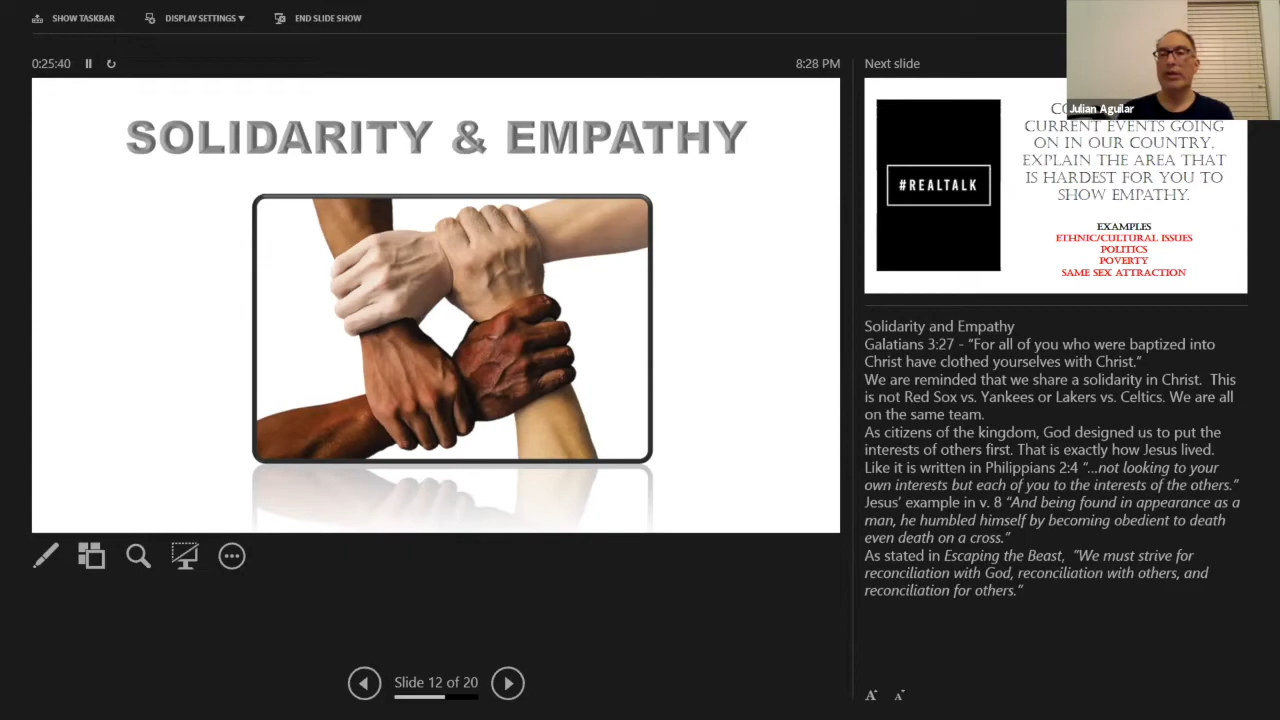 SHOW TASKBAR
DISPLAY SETTINGS ▼
END SLIDE SHOW
0:25:40
8:28 PM
SOLIDARITY & EMPATHY
Slide 12 of 20
Next slide
Julian Aguilar
#REALTALK
CURRENT EVENTS GOING
ON IN OUR COUNTRY.
EXPLAIN THE AREA THAT
IS HARDEST FOR YOU TO
SHOW EMPATHY.
EXAMPLES
ETHNIC/CULTURAL ISSUES
POLITICS
POVERTY
SAME SEX ATTRACTION
Solidarity and Empathy
Galatians 3:27 - “For all of you who were baptized into
Christ have clothed yourselves with Christ.”
We are reminded that we share a solidarity in Christ.  This
is not Red Sox vs. Yankees or Lakers vs. Celtics. We are all
on the same team.
As citizens of the kingdom, God designed us to put the
interests of others first. That is exactly how Jesus lived.
Like it is written in Philippians 2:4 “...not looking to your
own interests but each of you to the interests of the others.”
Jesus’ example in v. 8 “And being found in appearance as a
man, he humbled himself by becoming obedient to death
even death on a cross.”
As stated in Escaping the Beast,  "We must strive for
reconciliation with God, reconciliation with others, and
reconciliation for others.”
A A